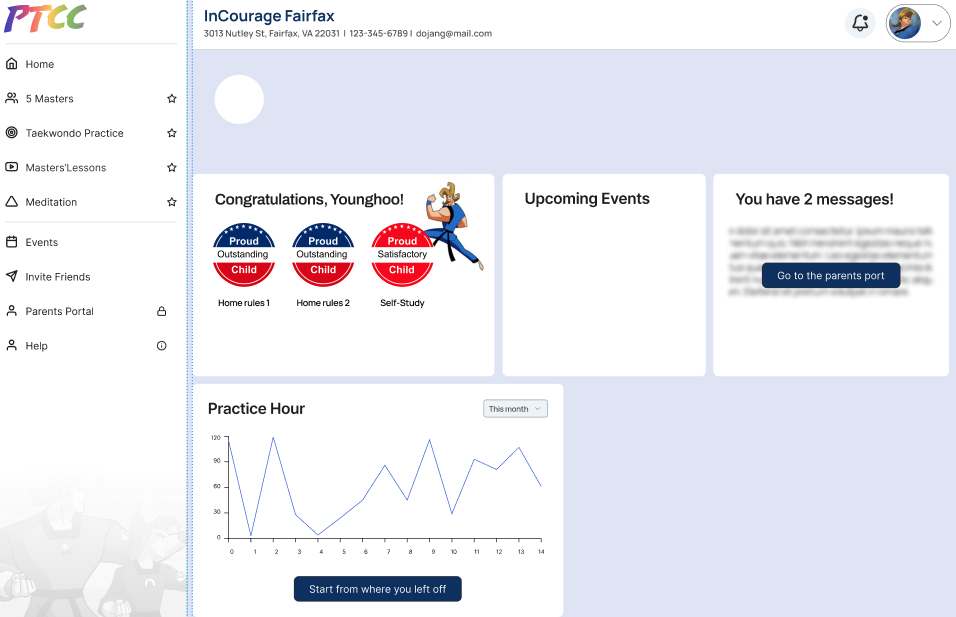 PTCC
InCourage Fairfax
3013 Nutley St, Fairfax, VA 22031 | 123-345-6789 | dojang@mail.com
Home
5 Masters
Taekwondo Practice
Masters'Lessons
Meditation
Events
Invite Friends
Parents Portal
Help
Congratulations, Younghoo!
Proud
Outstanding
Child
Home rules 1
Proud
Outstanding
Child
Home rules 2
Proud
Satisfactory
Child
Self-Study
Upcoming Events
You have 2 messages!
Go to the parents port
Practice Hour
This month
120
90
60
30
0
0 1 2 3 4 5 6 7 8 9 10 11 12 13 14
Start from where you left off